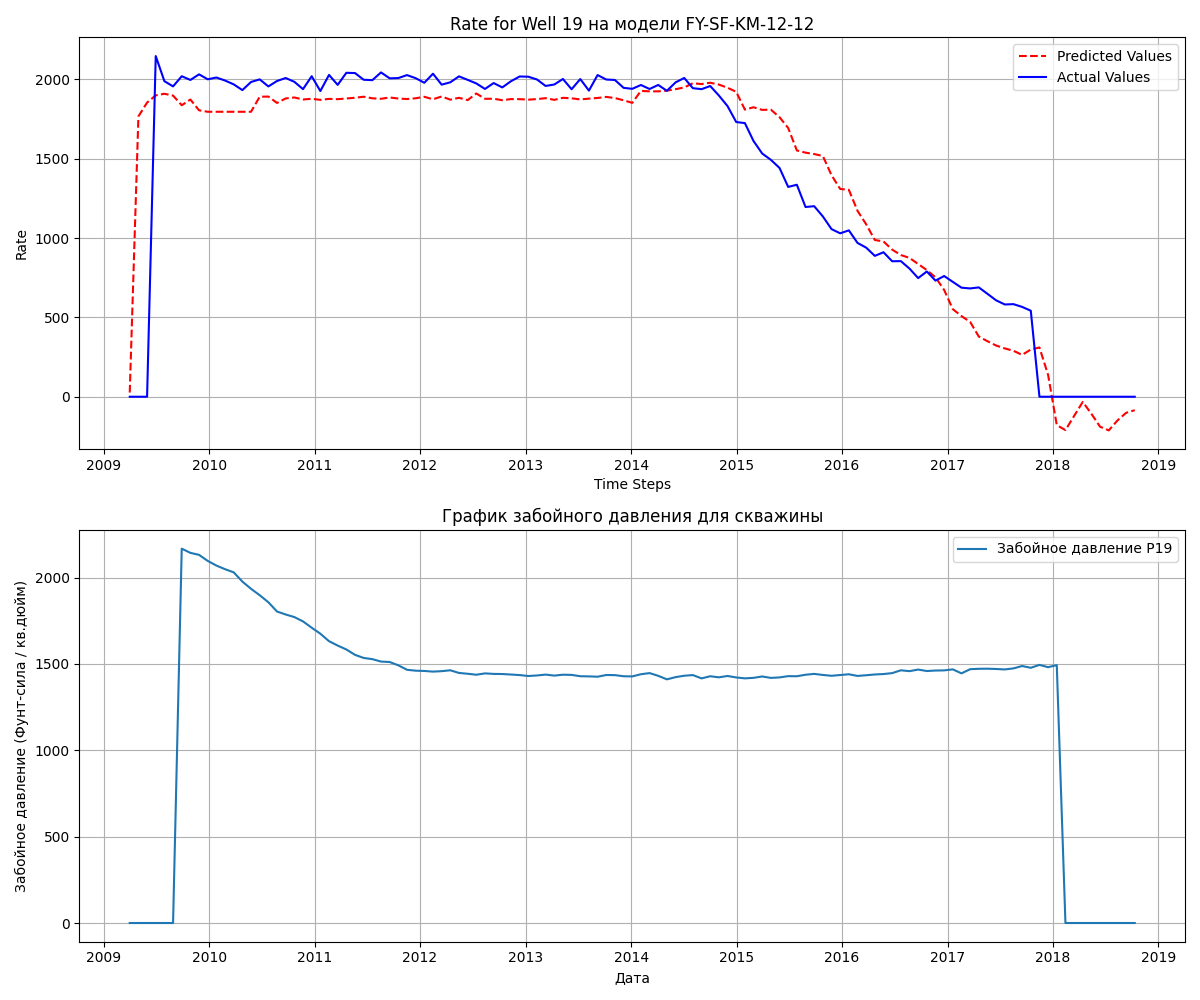 Rate for Well 19 на модели FY-SF-KM-12-12
Predicted Values
Actual Values
Rate
2000
1500
1000
500
0
2009 2010 2011 2012 2013 2014 2015 2016 2017 2018 2019
Time Steps
График забойного давления для скважины
Забойное давление P19
Забойное давление (Фунт-сила / кв.дюйм)
2000
1500
1000
500
0
2009 2010 2011 2012 2013 2014 2015 2016 2017 2018 2019
Дата